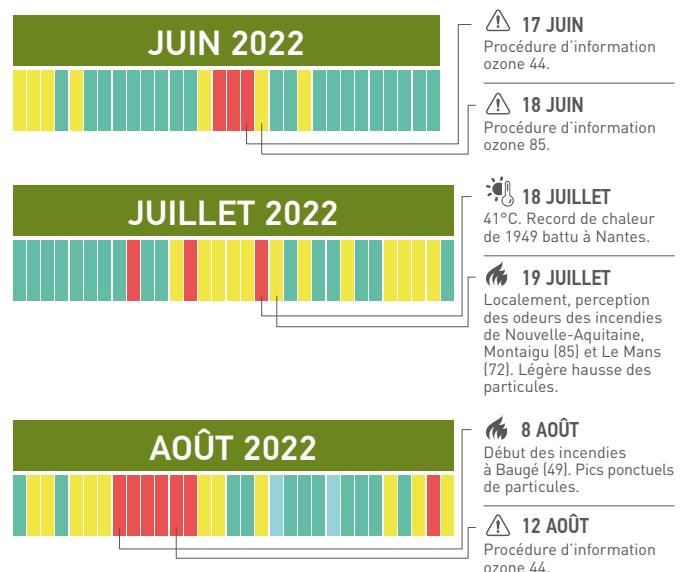 JUIN 2022
17 JUIN
Procédure d'information
ozone 44.
18 JUIN
Procédure d'information
ozone 85.
JUILLET 2022
18 JUILLET
41°C. Record de chaleur
de 1949 battu à Nantes.
19 JUILLET
Localement, perception
des odeurs des incendies
de Nouvelle-Aquitaine,
Montaigu (85) et Le Mans
(72). Légère hausse des
particules.
AOÛT 2022
8 AOÛT
Début des incendies
à Baugé (49). Pics ponctuels
de particules.
12 AOÛT
Procédure d'information
ozone 44.